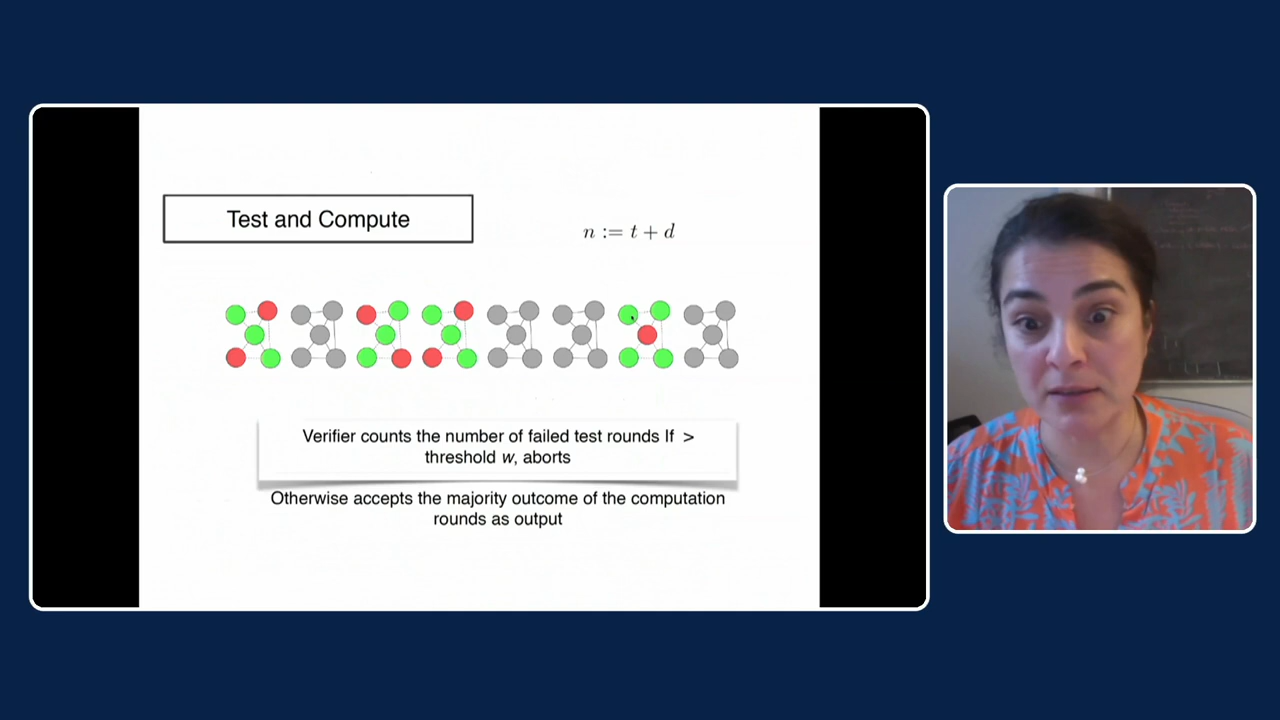 Test and Compute
n := t + d
Verifier counts the number of failed test rounds If >
threshold w, aborts
Otherwise accepts the majority outcome of the computation
rounds as output